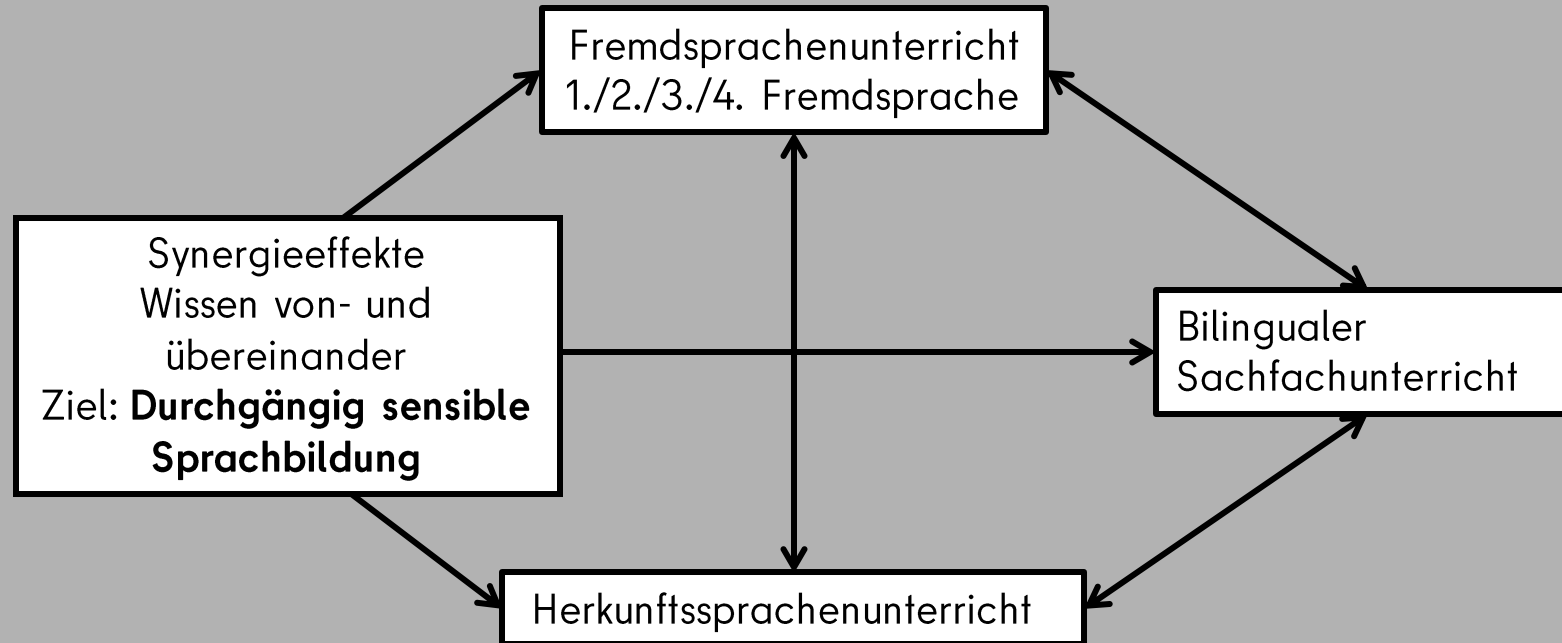 Fremdsprachenunterricht
1./2./3./4. Fremdsprache
Synergieeffekte
Wissen von- und
übereinander
Ziel: Durchgängig sensible
Sprachbildung
Bilingualer
Sachfachunterricht
Herkunftssprachenunterricht